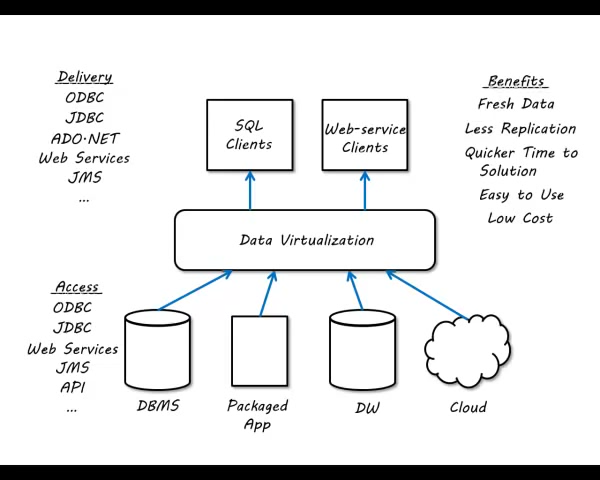 Delivery
ODBC
JDBC
ADO.NET
Web Services
JMS
...
SQL
Clients
Web-service
Clients
Benefits
Fresh Data
Less Replication
Quicker Time to
Solution
Easy to Use
Low Cost
Data Virtualization
Access
ODBC
JDBC
Web Services
JMS
API
...
DBMS
Packaged
App
DW
Cloud